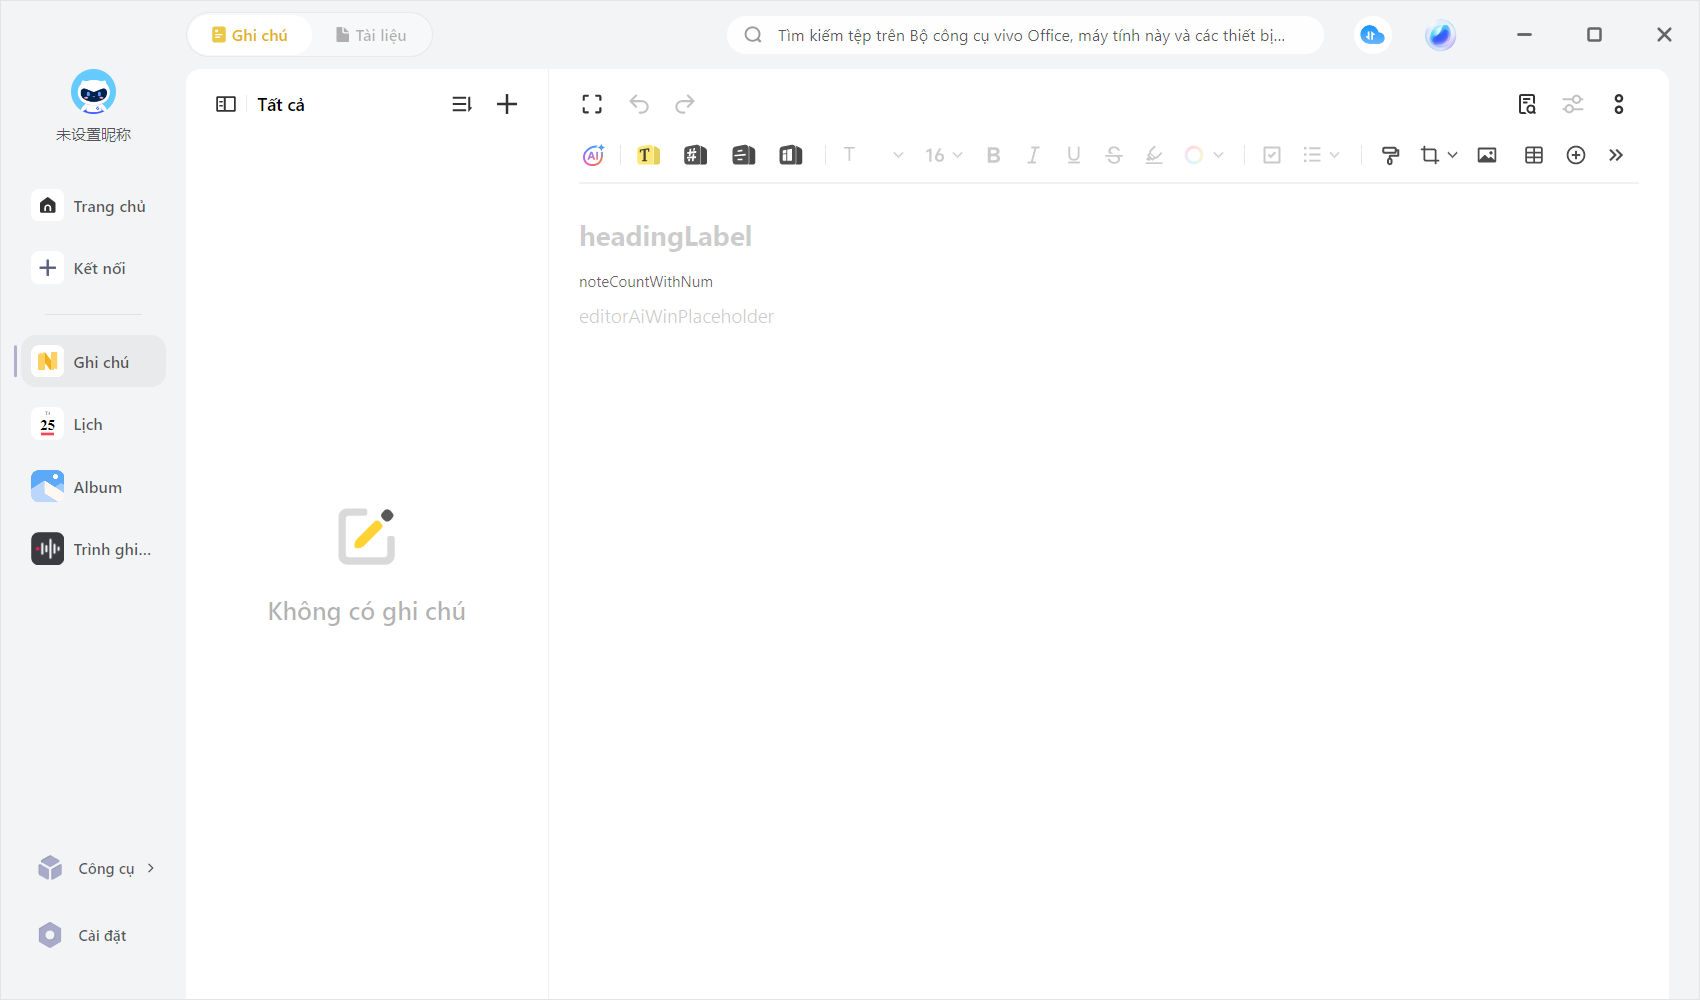 Ghi chú
Tài liệu
Tìm kiếm tệp trên Bộ công cụ vivo Office, máy tính này và các thiết bị...
未设置昵称
Trang chủ
Kết nối
Ghi chú
25
Lịch
Album
Trình ghi...
Công cụ
Cài đặt
Tất cả
Không có ghi chú
AI T # T 16 B I U S
headingLabel
noteCountWithNum
editorAiWinPlaceholder